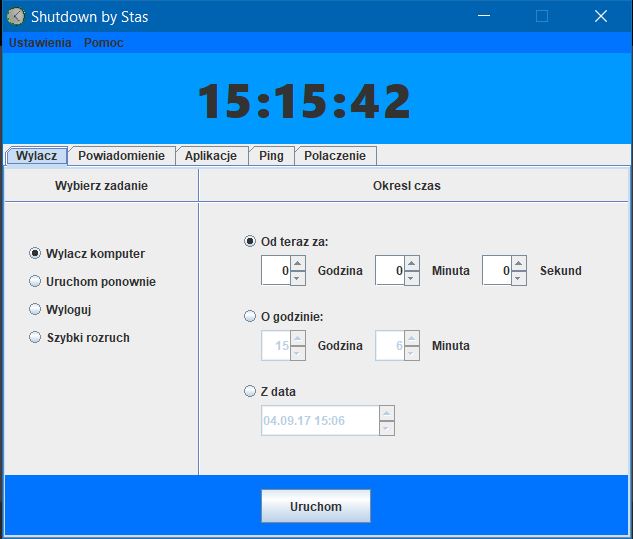 Shutdown by Stas
Ustawienia Pomoc
15:15:42
Wylacz Powiadomienie Aplikacje Ping Polaczenie
Wybierz zadanie
Okresl czas
Wylacz komputer
Uruchom ponownie
Wyloguj
Szybki rozruch
Od teraz za:
0 Godzina 0 Minuta 0 Sekund
O godzinie:
15 Godzina 6 Minuta
Z data
04.09.17 15:06
Uruchom